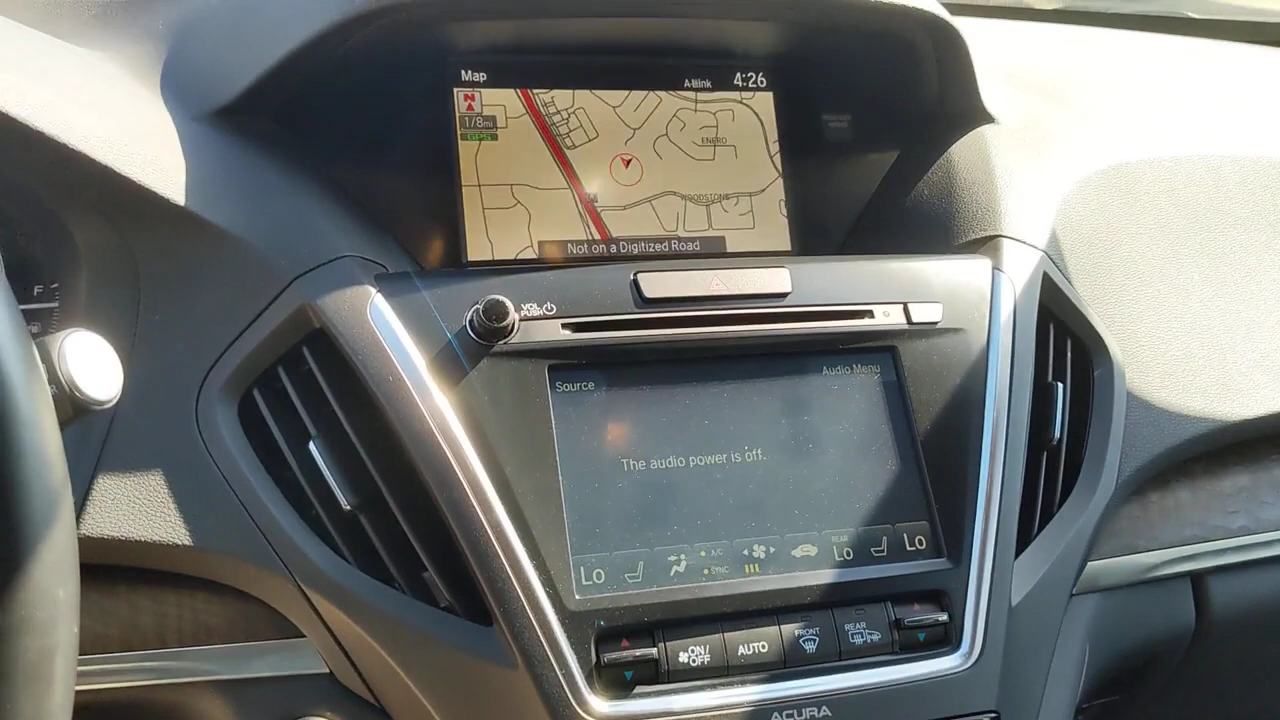 Map
AhaLink 4:26
N
1/8mi
GPS
ENERO
WOODSTONE
Not on a Digitized Road
F
VOL
PUSH
Source
Audio Menu
The audio power is off.
Lo
A/C
SYNC
REAR
Lo
Lo
ON/
OFF
AUTO
FRONT
REAR
ACURA